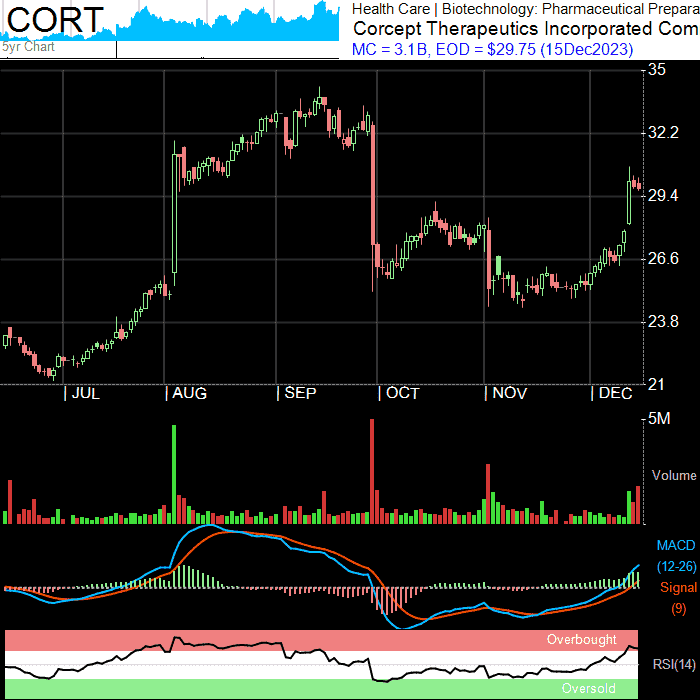 CORT
5yr Chart
Health Care | Biotechnology: Pharmaceutical Prepara
Corcept Therapeutics Incorporated Com
MC = 3.1B, EOD = $29.75 (15Dec2023)
35
32.2
29.4
26.6
23.8
21
| JUL | AUG | SEP | OCT | NOV | DEC
5M
Volume
MACD
(12-26)
Signal
(9)
Overbought
RSI(14)
Oversold